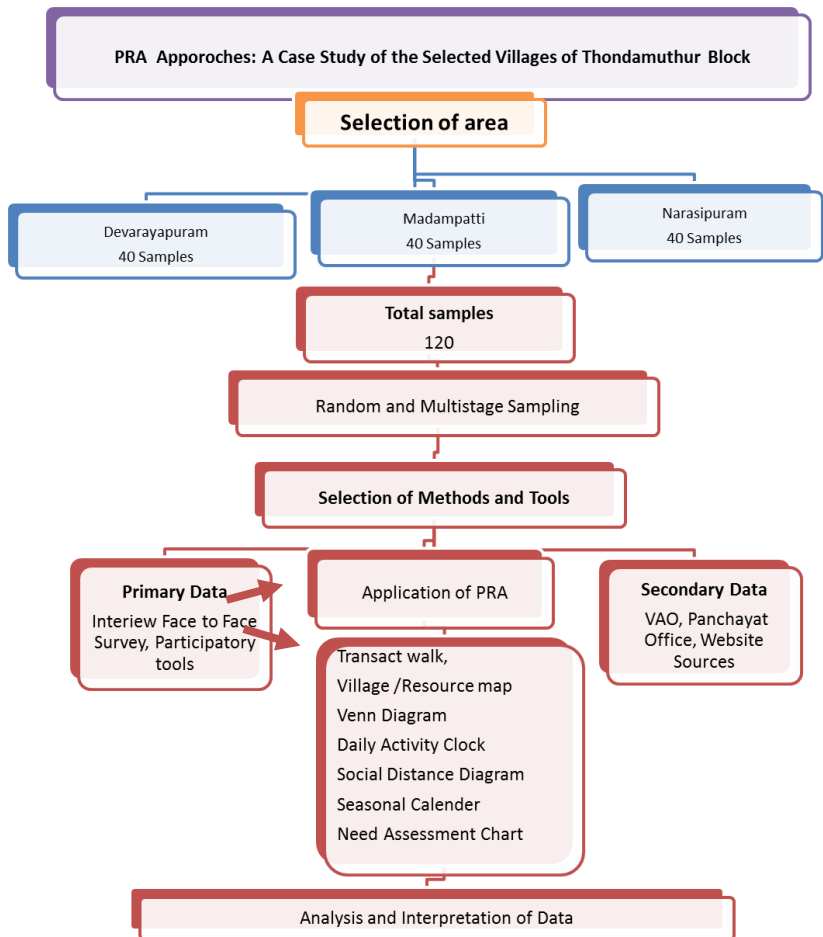 PRA Apporoches: A Case Study of the Selected Villages of Thondamuthur Block
Selection of area
Devarayapuram
40 Samples
Madampatti
40 Samples
Narasipuram
40 Samples
Total samples
120
Random and Multistage Sampling
Selection of Methods and Tools
Primary Data
Interiew Face to Face
Survey, Participatory
tools
Application of PRA
Secondary Data
VAO, Panchayat
Office, Website
Sources
Transact walk,
Village /Resource map
Venn Diagram
Daily Activity Clock
Social Distance Diagram
Seasonal Calender
Need Assessment Chart
Analysis and Interpretation of Data